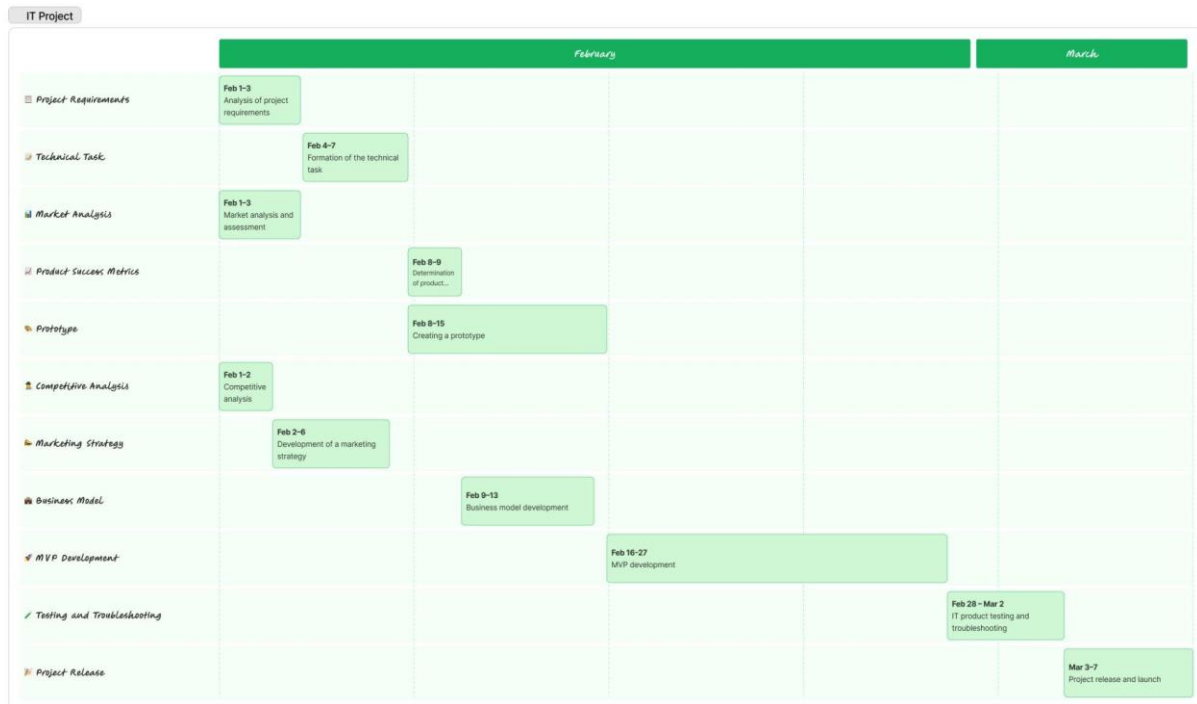 IT Project
February
March
Project Requirements
Feb 1–3
Analysis of project
requirements
Technical Task
Feb 4–7
Formation of the technical
task
Market Analysis
Feb 1–3
Market analysis and
assessment
Product Success Metrics
Feb 8–9
Determination
of product...
Prototype
Feb 8–15
Creating a prototype
Competitive Analysis
Feb 1–2
Competitive
analysis
Marketing Strategy
Feb 2–6
Development of a marketing
strategy
Business Model
Feb 9–13
Business model development
MVP Development
Feb 16-27
MVP development
Testing and Troubleshooting
Feb 28 – Mar 2
IT product testing and
troubleshooting
Project Release
Mar 3–7
Project release and launch